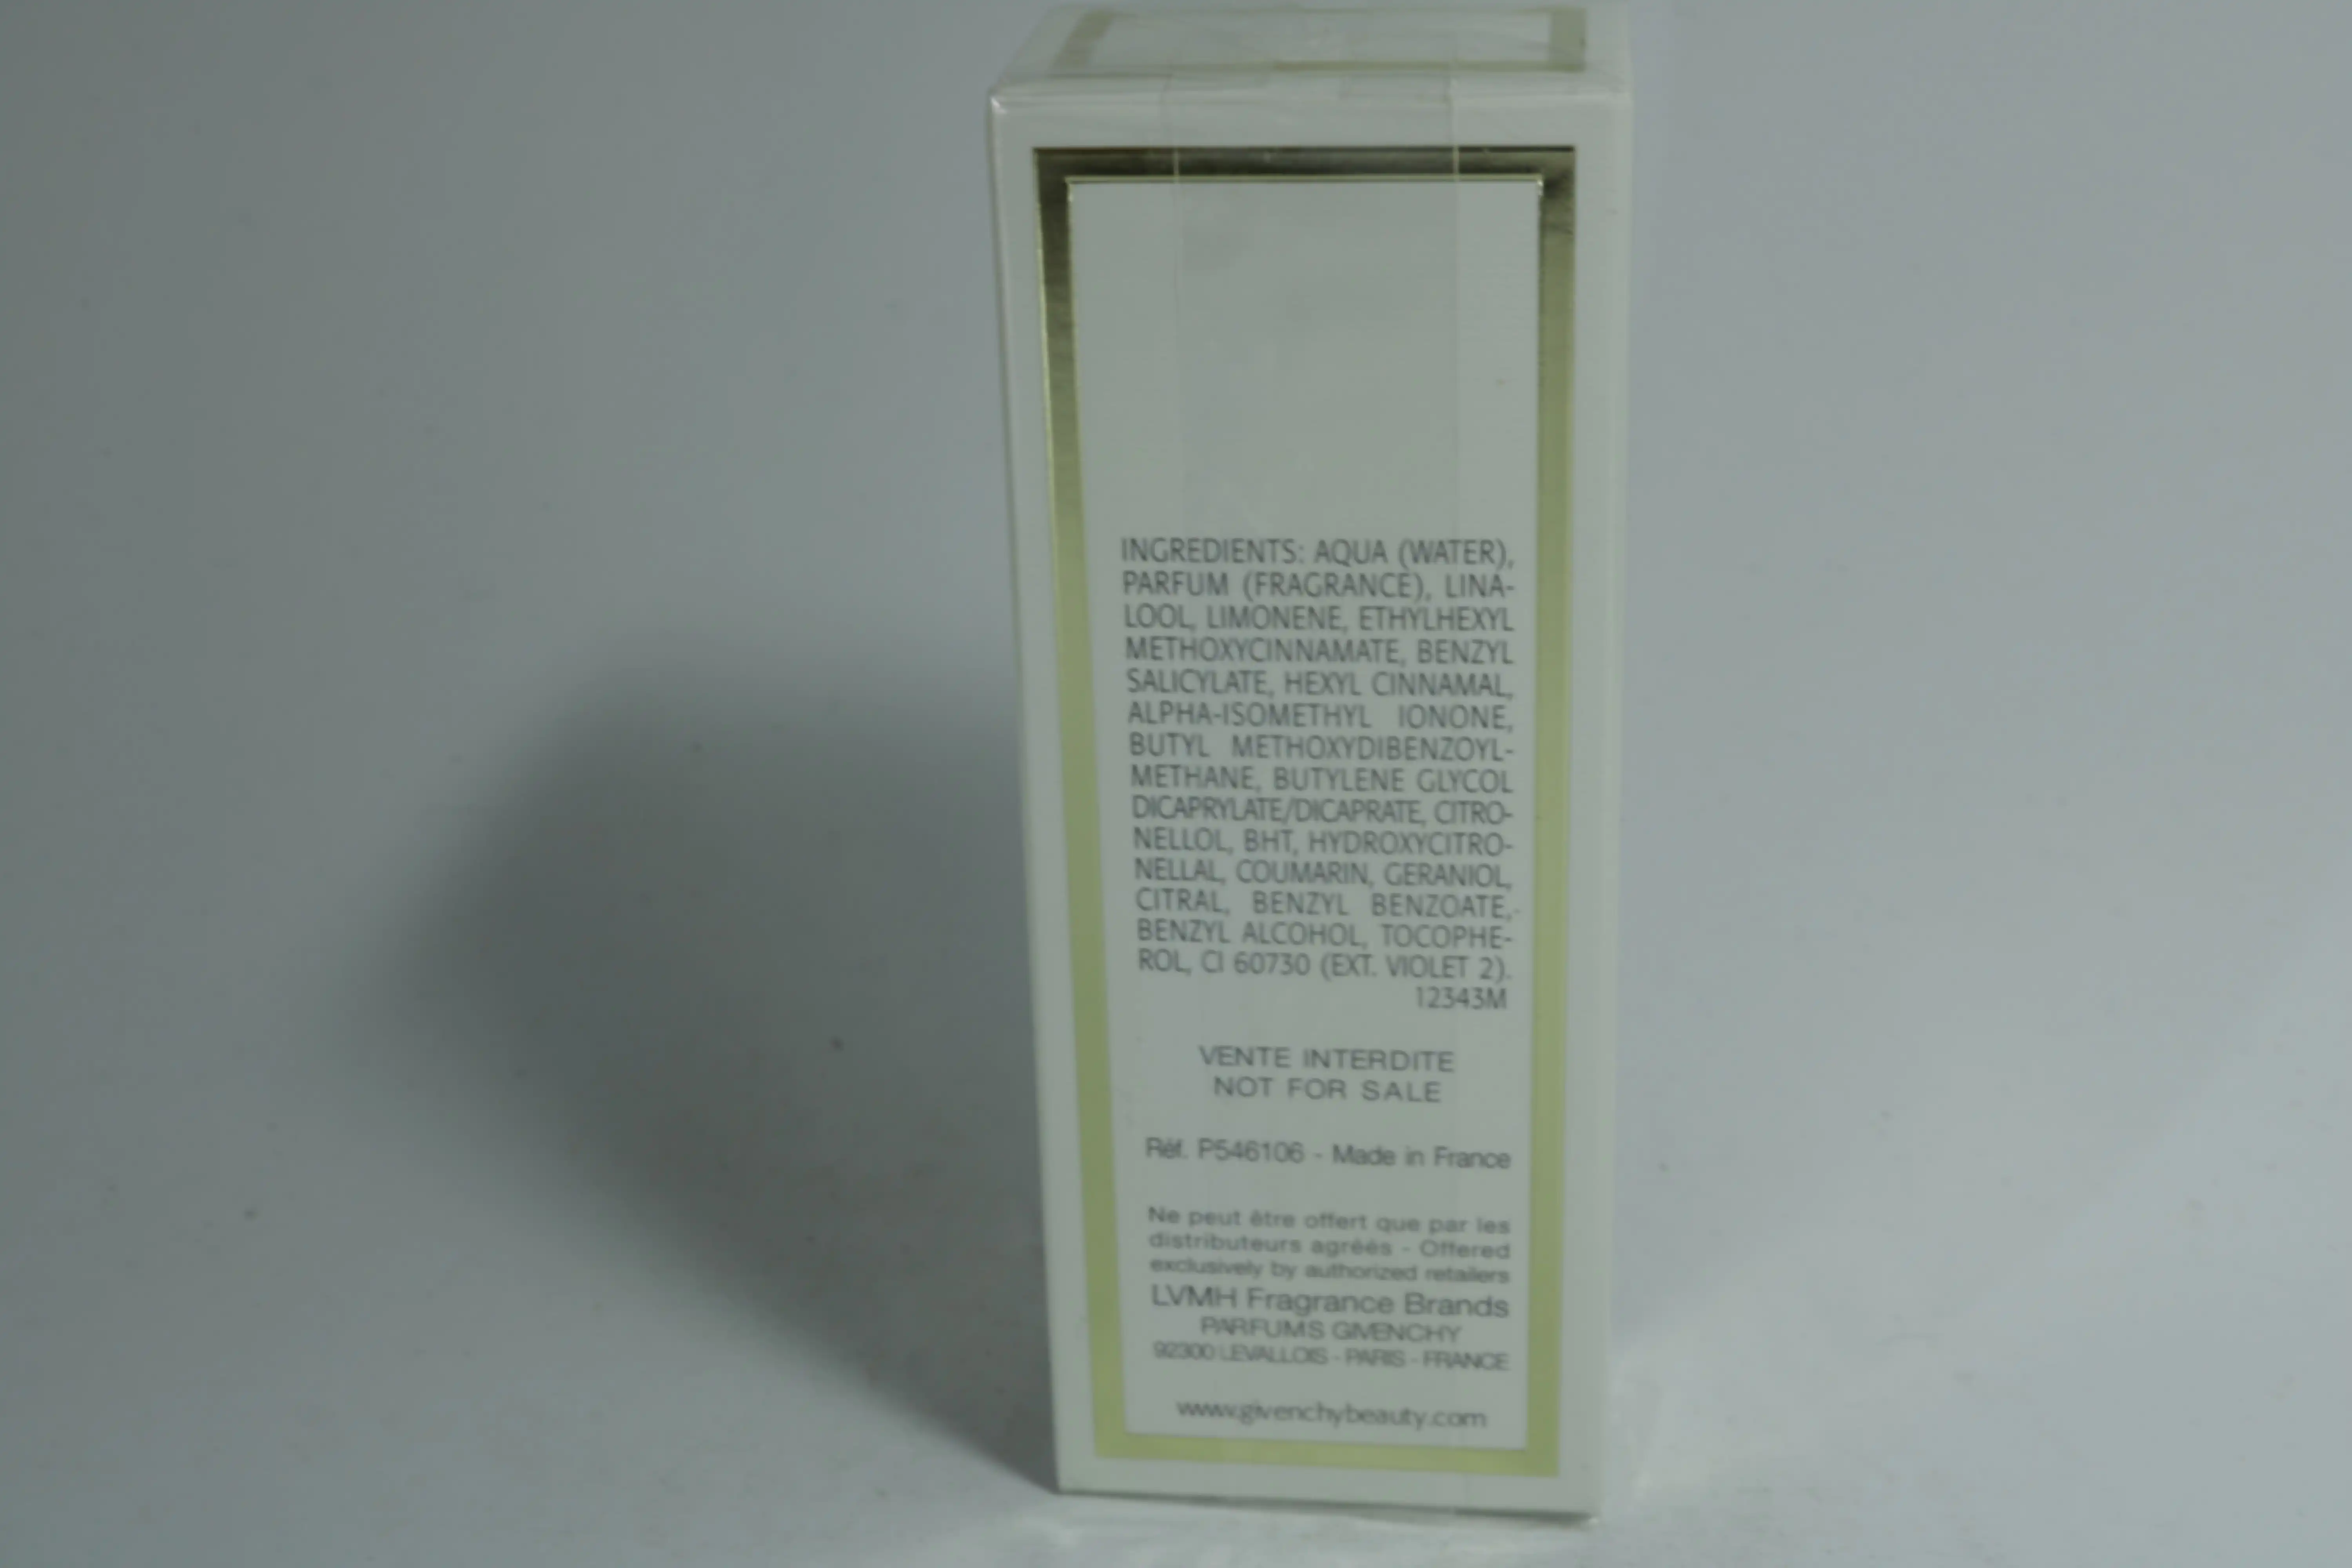 INGREDIENTS: AQUA (WATER),
PARFUM (FRAGRANCE), LINA-
LOOL, LIMONENE, ETHYLHEXYL
METHOXYCINNAMATE, BENZYL
SALICYLATE, HEXYL CINNAMAL,
ALPHA-ISOMETHYL IONONE,
BUTYL METHOXYDIBENZOYL-
METHANE, BUTYLENE GLYCOL
DICAPRYLATE/DICAPRATE, CITRO-
NELLOL, BHT, HYDROXYCITRO-
NELLAL, COUMARIN, GERANIOL,
CITRAL, BENZYL BENZOATE,
BENZYL ALCOHOL, TOCOPHE-
ROL, CI 60730 (EXT. VIOLET 2).
12343M
VENTE INTERDITE
NOT FOR SALE
Réf. P546106 - Made in France
Ne peut être offert que par les
distributeurs agréés - Offered
exclusively by authorized retailers
LVMH Fragrance Brands
PARFUMS GIVENCHY
92300 LEVALLOIS - PARIS - FRANCE
www.givenchybeauty.com